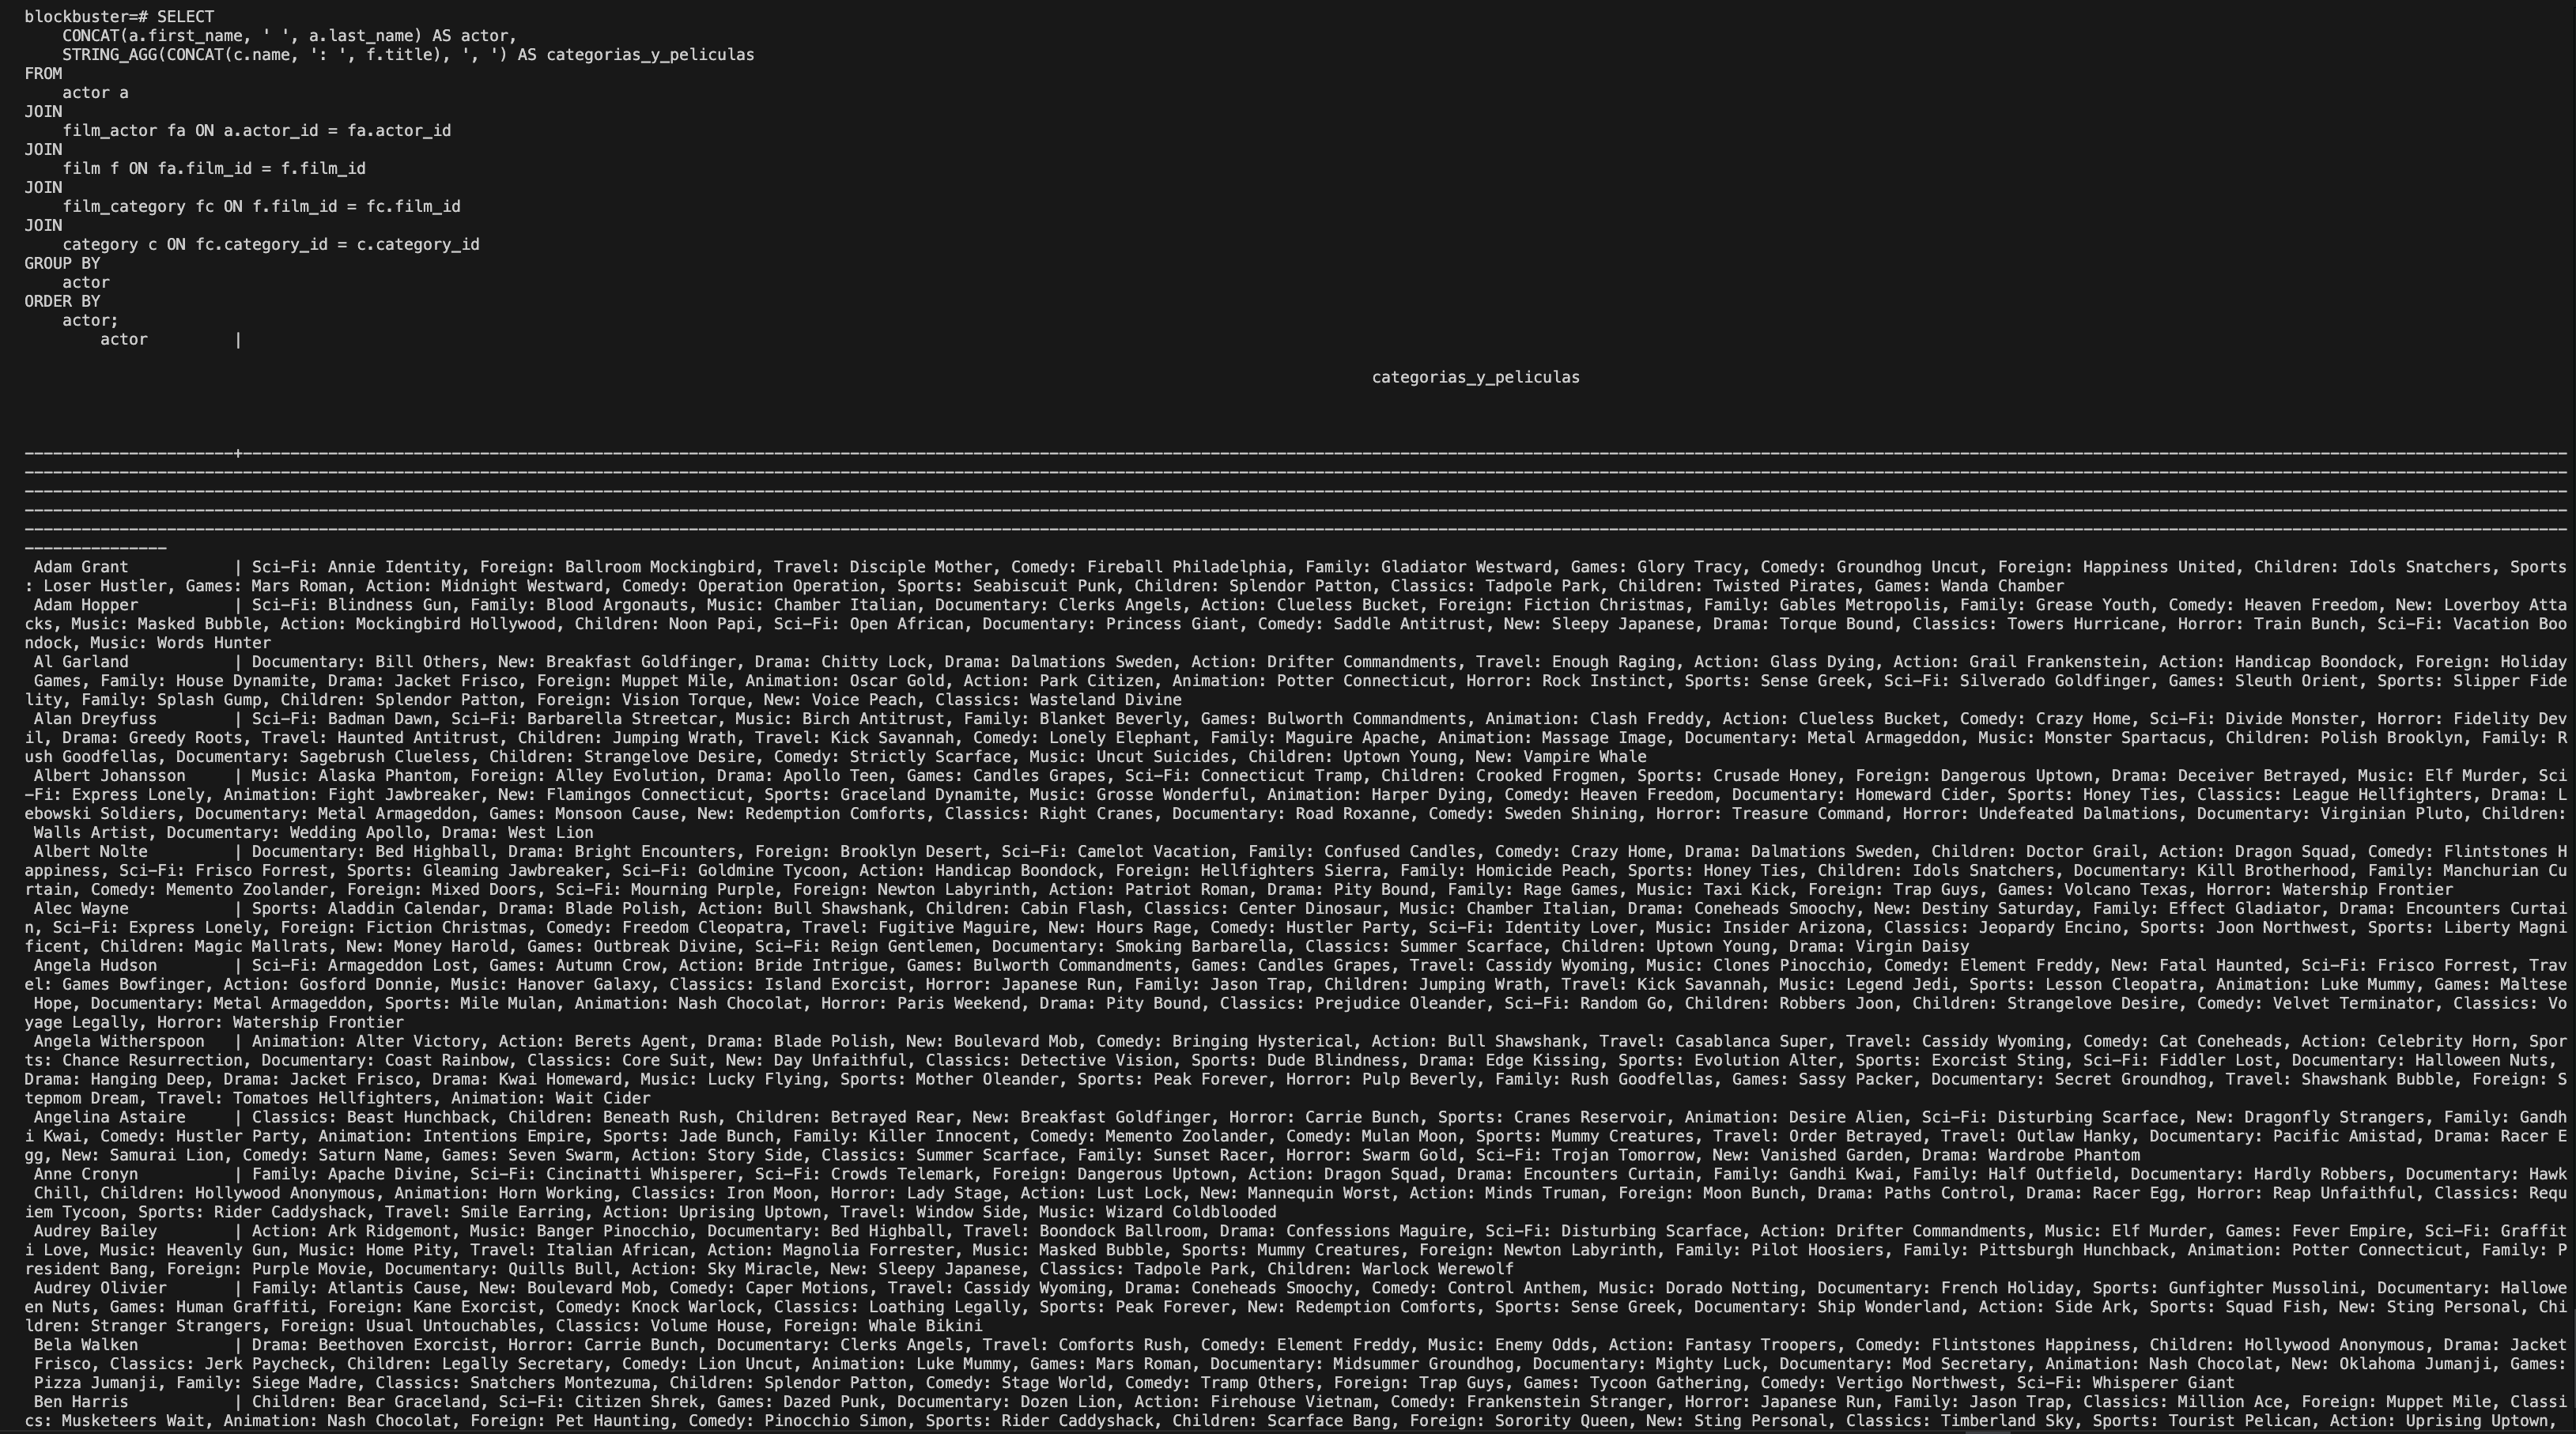 blockbuster=# SELECT
    CONCAT(a.first_name, ' ', a.last_name) AS actor,
    STRING_AGG(CONCAT(c.name, ': ', f.title), ', ') AS categorias_y_peliculas
FROM
    actor a
JOIN
    film_actor fa ON a.actor_id = fa.actor_id
JOIN
    film f ON fa.film_id = f.film_id
JOIN
    film_category fc ON f.film_id = fc.film_id
JOIN
    category c ON fc.category_id = c.category_id
GROUP BY
    actor
ORDER BY
    actor;
        actor         |
categorias_y_peliculas
 Adam Grant           | Sci-Fi: Annie Identity, Foreign: Ballroom Mockingbird, Travel: Disciple Mother, Comedy: Fireball Philadelphia, Family: Gladiator Westward, Games: Glory Tracy, Comedy: Groundhog Uncut, Foreign: Happiness United, Children: Idols Snatchers, Sports
: Loser Hustler, Games: Mars Roman, Action: Midnight Westward, Comedy: Operation Operation, Sports: Seabiscuit Punk, Children: Splendor Patton, Classics: Tadpole Park, Children: Twisted Pirates, Games: Wanda Chamber
 Adam Hopper          | Sci-Fi: Blindness Gun, Family: Blood Argonauts, Music: Chamber Italian, Documentary: Clerks Angels, Action: Clueless Bucket, Foreign: Fiction Christmas, Family: Gables Metropolis, Family: Grease Youth, Comedy: Heaven Freedom, New: Loverboy Atta
cks, Music: Masked Bubble, Action: Mockingbird Hollywood, Children: Noon Papi, Sci-Fi: Open African, Documentary: Princess Giant, Comedy: Saddle Antitrust, New: Sleepy Japanese, Drama: Torque Bound, Classics: Towers Hurricane, Horror: Train Bunch, Sci-Fi: Vacation Boo
ndock, Music: Words Hunter
 Al Garland           | Documentary: Bill Others, New: Breakfast Goldfinger, Drama: Chitty Lock, Drama: Dalmations Sweden, Action: Drifter Commandments, Travel: Enough Raging, Action: Glass Dying, Action: Grail Frankenstein, Action: Handicap Boondock, Foreign: Holiday
 Games, Family: House Dynamite, Drama: Jacket Frisco, Foreign: Muppet Mile, Animation: Oscar Gold, Action: Park Citizen, Animation: Potter Connecticut, Horror: Rock Instinct, Sports: Sense Greek, Sci-Fi: Silverado Goldfinger, Games: Sleuth Orient, Sports: Slipper Fide
lity, Family: Splash Gump, Children: Splendor Patton, Foreign: Vision Torque, New: Voice Peach, Classics: Wasteland Divine
 Alan Dreyfuss        | Sci-Fi: Badman Dawn, Sci-Fi: Barbarella Streetcar, Music: Birch Antitrust, Family: Blanket Beverly, Games: Bulworth Commandments, Animation: Clash Freddy, Action: Clueless Bucket, Comedy: Crazy Home, Sci-Fi: Divide Monster, Horror: Fidelity Dev
il, Drama: Greedy Roots, Travel: Haunted Antitrust, Children: Jumping Wrath, Travel: Kick Savannah, Comedy: Lonely Elephant, Family: Maguire Apache, Animation: Massage Image, Documentary: Metal Armageddon, Music: Monster Spartacus, Children: Polish Brooklyn, Family: R
ush Goodfellas, Documentary: Sagebrush Clueless, Children: Strangelove Desire, Comedy: Strictly Scarface, Music: Uncut Suicides, Children: Uptown Young, New: Vampire Whale
 Albert Johansson     | Music: Alaska Phantom, Foreign: Alley Evolution, Drama: Apollo Teen, Games: Candles Grapes, Sci-Fi: Connecticut Tramp, Children: Crooked Frogmen, Sports: Crusade Honey, Foreign: Dangerous Uptown, Drama: Deceiver Betrayed, Music: Elf Murder, Sci
-Fi: Express Lonely, Animation: Fight Jawbreaker, New: Flamingos Connecticut, Sports: Graceland Dynamite, Music: Grosse Wonderful, Animation: Harper Dying, Comedy: Heaven Freedom, Documentary: Homeward Cider, Sports: Honey Ties, Classics: League Hellfighters, Drama: L
ebowski Soldiers, Documentary: Metal Armageddon, Games: Monsoon Cause, New: Redemption Comforts, Classics: Right Cranes, Documentary: Road Roxanne, Comedy: Sweden Shining, Horror: Treasure Command, Horror: Undefeated Dalmations, Documentary: Virginian Pluto, Children:
 Walls Artist, Documentary: Wedding Apollo, Drama: West Lion
 Albert Nolte         | Documentary: Bed Highball, Drama: Bright Encounters, Foreign: Brooklyn Desert, Sci-Fi: Camelot Vacation, Family: Confused Candles, Comedy: Crazy Home, Drama: Dalmations Sweden, Children: Doctor Grail, Action: Dragon Squad, Comedy: Flintstones H
appiness, Sci-Fi: Frisco Forrest, Sports: Gleaming Jawbreaker, Sci-Fi: Goldmine Tycoon, Action: Handicap Boondock, Foreign: Hellfighters Sierra, Family: Homicide Peach, Sports: Honey Ties, Children: Idols Snatchers, Documentary: Kill Brotherhood, Family: Manchurian Cu
rtain, Comedy: Memento Zoolander, Foreign: Mixed Doors, Sci-Fi: Mourning Purple, Foreign: Newton Labyrinth, Action: Patriot Roman, Drama: Pity Bound, Family: Rage Games, Music: Taxi Kick, Foreign: Trap Guys, Games: Volcano Texas, Horror: Watership Frontier
 Alec Wayne           | Sports: Aladdin Calendar, Drama: Blade Polish, Action: Bull Shawshank, Children: Cabin Flash, Classics: Center Dinosaur, Music: Chamber Italian, Drama: Coneheads Smoochy, New: Destiny Saturday, Family: Effect Gladiator, Drama: Encounters Curtai
n, Sci-Fi: Express Lonely, Foreign: Fiction Christmas, Comedy: Freedom Cleopatra, Travel: Fugitive Maguire, New: Hours Rage, Comedy: Hustler Party, Sci-Fi: Identity Lover, Music: Insider Arizona, Classics: Jeopardy Encino, Sports: Joon Northwest, Sports: Liberty Magni
ficent, Children: Magic Mallrats, New: Money Harold, Games: Outbreak Divine, Sci-Fi: Reign Gentlemen, Documentary: Smoking Barbarella, Classics: Summer Scarface, Children: Uptown Young, Drama: Virgin Daisy
 Angela Hudson        | Sci-Fi: Armageddon Lost, Games: Autumn Crow, Action: Bride Intrigue, Games: Bulworth Commandments, Games: Candles Grapes, Travel: Cassidy Wyoming, Music: Clones Pinocchio, Comedy: Element Freddy, New: Fatal Haunted, Sci-Fi: Frisco Forrest, Trav
el: Games Bowfinger, Action: Gosford Donnie, Music: Hanover Galaxy, Classics: Island Exorcist, Horror: Japanese Run, Family: Jason Trap, Children: Jumping Wrath, Travel: Kick Savannah, Music: Legend Jedi, Sports: Lesson Cleopatra, Animation: Luke Mummy, Games: Maltese
 Hope, Documentary: Metal Armageddon, Sports: Mile Mulan, Animation: Nash Chocolat, Horror: Paris Weekend, Drama: Pity Bound, Classics: Prejudice Oleander, Sci-Fi: Random Go, Children: Robbers Joon, Children: Strangelove Desire, Comedy: Velvet Terminator, Classics: Vo
yage Legally, Horror: Watership Frontier
 Angela Witherspoon   | Animation: Alter Victory, Action: Berets Agent, Drama: Blade Polish, New: Boulevard Mob, Comedy: Bringing Hysterical, Action: Bull Shawshank, Travel: Casablanca Super, Travel: Cassidy Wyoming, Comedy: Cat Coneheads, Action: Celebrity Horn, Spor
ts: Chance Resurrection, Documentary: Coast Rainbow, Classics: Core Suit, New: Day Unfaithful, Classics: Detective Vision, Sports: Dude Blindness, Drama: Edge Kissing, Sports: Evolution Alter, Sports: Exorcist Sting, Sci-Fi: Fiddler Lost, Documentary: Halloween Nuts,
Drama: Hanging Deep, Drama: Jacket Frisco, Drama: Kwai Homeward, Music: Lucky Flying, Sports: Mother Oleander, Sports: Peak Forever, Horror: Pulp Beverly, Family: Rush Goodfellas, Games: Sassy Packer, Documentary: Secret Groundhog, Travel: Shawshank Bubble, Foreign: S
tepmom Dream, Travel: Tomatoes Hellfighters, Animation: Wait Cider
 Angelina Astaire     | Classics: Beast Hunchback, Children: Beneath Rush, Children: Betrayed Rear, New: Breakfast Goldfinger, Horror: Carrie Bunch, Sports: Cranes Reservoir, Animation: Desire Alien, Sci-Fi: Disturbing Scarface, New: Dragonfly Strangers, Family: Gandh
i Kwai, Comedy: Hustler Party, Animation: Intentions Empire, Sports: Jade Bunch, Family: Killer Innocent, Comedy: Memento Zoolander, Comedy: Mulan Moon, Sports: Mummy Creatures, Travel: Order Betrayed, Travel: Outlaw Hanky, Documentary: Pacific Amistad, Drama: Racer E
gg, New: Samurai Lion, Comedy: Saturn Name, Games: Seven Swarm, Action: Story Side, Classics: Summer Scarface, Family: Sunset Racer, Horror: Swarm Gold, Sci-Fi: Trojan Tomorrow, New: Vanished Garden, Drama: Wardrobe Phantom
 Anne Cronyn          | Family: Apache Divine, Sci-Fi: Cincinatti Whisperer, Sci-Fi: Crowds Telemark, Foreign: Dangerous Uptown, Action: Dragon Squad, Drama: Encounters Curtain, Family: Gandhi Kwai, Family: Half Outfield, Documentary: Hardly Robbers, Documentary: Hawk
 Chill, Children: Hollywood Anonymous, Animation: Horn Working, Classics: Iron Moon, Horror: Lady Stage, Action: Lust Lock, New: Mannequin Worst, Action: Minds Truman, Foreign: Moon Bunch, Drama: Paths Control, Drama: Racer Egg, Horror: Reap Unfaithful, Classics: Requ
iem Tycoon, Sports: Rider Caddyshack, Travel: Smile Earring, Action: Uprising Uptown, Travel: Window Side, Music: Wizard Coldblooded
 Audrey Bailey        | Action: Ark Ridgemont, Music: Banger Pinocchio, Documentary: Bed Highball, Travel: Boondock Ballroom, Drama: Confessions Maguire, Sci-Fi: Disturbing Scarface, Action: Drifter Commandments, Music: Elf Murder, Games: Fever Empire, Sci-Fi: Graffit
i Love, Music: Heavenly Gun, Music: Home Pity, Travel: Italian African, Action: Magnolia Forrester, Music: Masked Bubble, Sports: Mummy Creatures, Foreign: Newton Labyrinth, Family: Pilot Hoosiers, Family: Pittsburgh Hunchback, Animation: Potter Connecticut, Family: P
resident Bang, Foreign: Purple Movie, Documentary: Quills Bull, Action: Sky Miracle, New: Sleepy Japanese, Classics: Tadpole Park, Children: Warlock Werewolf
 Audrey Olivier       | Family: Atlantis Cause, New: Boulevard Mob, Comedy: Caper Motions, Travel: Cassidy Wyoming, Drama: Coneheads Smoochy, Comedy: Control Anthem, Music: Dorado Notting, Documentary: French Holiday, Sports: Gunfighter Mussolini, Documentary: Hallowe
en Nuts, Games: Human Graffiti, Foreign: Kane Exorcist, Comedy: Knock Warlock, Classics: Loathing Legally, Sports: Peak Forever, New: Redemption Comforts, Sports: Sense Greek, Documentary: Ship Wonderland, Action: Side Ark, Sports: Squad Fish, New: Sting Personal, Chi
ldren: Stranger Strangers, Foreign: Usual Untouchables, Classics: Volume House, Foreign: Whale Bikini
 Bela Walken          | Drama: Beethoven Exorcist, Horror: Carrie Bunch, Documentary: Clerks Angels, Travel: Comforts Rush, Comedy: Element Freddy, Music: Enemy Odds, Action: Fantasy Troopers, Comedy: Flintstones Happiness, Children: Hollywood Anonymous, Drama: Jacket
 Frisco, Classics: Jerk Paycheck, Children: Legally Secretary, Comedy: Lion Uncut, Animation: Luke Mummy, Games: Mars Roman, Documentary: Midsummer Groundhog, Documentary: Mighty Luck, Documentary: Mod Secretary, Animation: Nash Chocolat, New: Oklahoma Jumanji, Games:
 Pizza Jumanji, Family: Siege Madre, Classics: Snatchers Montezuma, Children: Splendor Patton, Comedy: Stage World, Comedy: Tramp Others, Foreign: Trap Guys, Games: Tycoon Gathering, Comedy: Vertigo Northwest, Sci-Fi: Whisperer Giant
 Ben Harris           | Children: Bear Graceland, Sci-Fi: Citizen Shrek, Games: Dazed Punk, Documentary: Dozen Lion, Action: Firehouse Vietnam, Comedy: Frankenstein Stranger, Horror: Japanese Run, Family: Jason Trap, Classics: Million Ace, Foreign: Muppet Mile, Classi
cs: Musketeers Wait, Animation: Nash Chocolat, Foreign: Pet Haunting, Comedy: Pinocchio Simon, Sports: Rider Caddyshack, Children: Scarface Bang, Foreign: Sorority Queen, New: Sting Personal, Classics: Timberland Sky, Sports: Tourist Pelican, Action: Uprising Uptown,